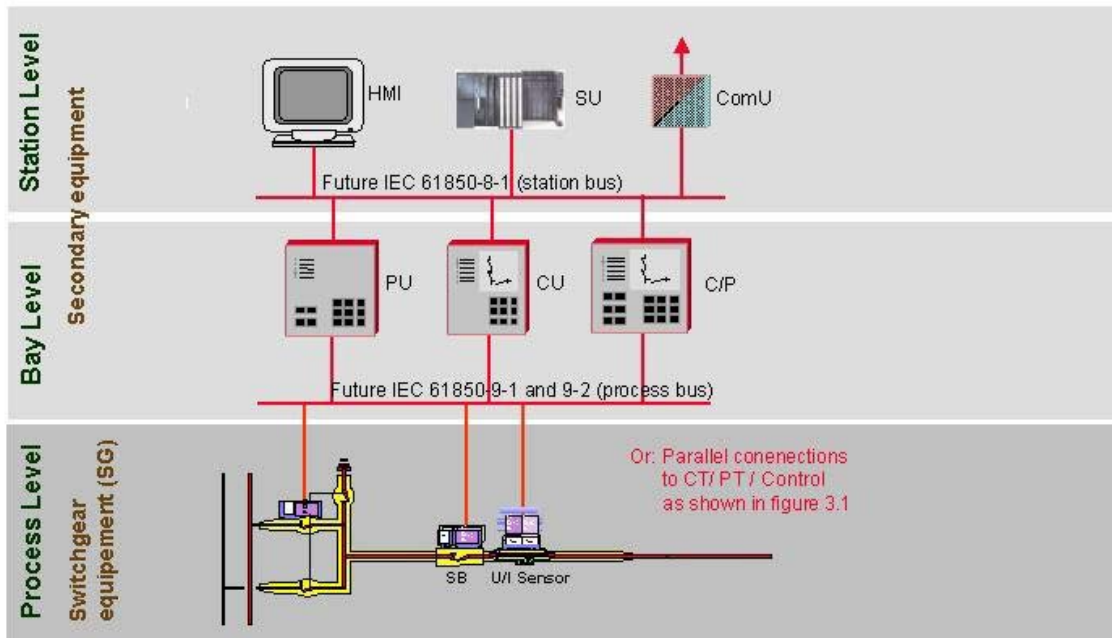 Station Level
Secondary equipment
HMI
SU
ComU
Future IEC 61850-8-1 (station bus)
Bay Level
PU
CU
C/P
Future IEC 61850-9-1 and 9-2 (process bus)
Process Level
Switchgear
equipement (SG)
Or: Parallel conenections
to CT/ PT / Control
as shown in figure 3.1
SB
U/I Sensor